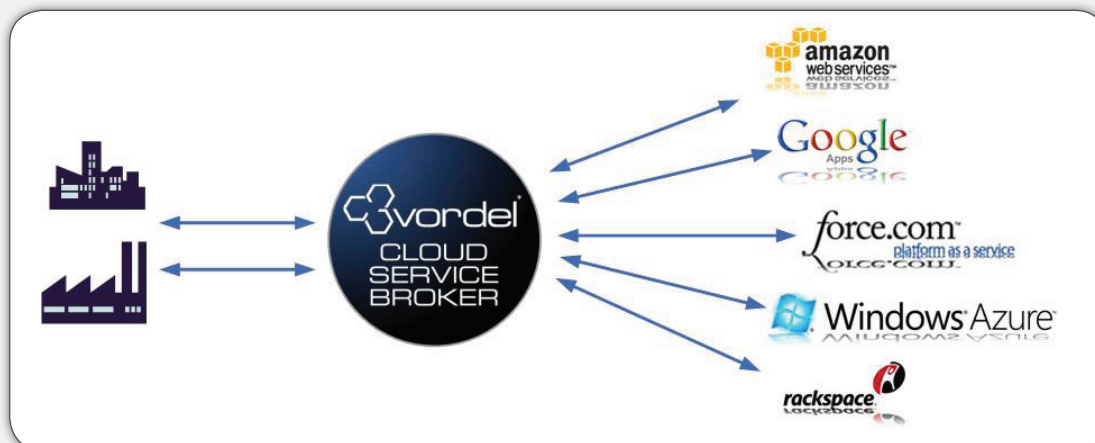 amazon
web services™
Google
Apps
force.com™
platform as a service
Windows® Azure™
rackspace®
vordel®
CLOUD
SERVICE
BROKER